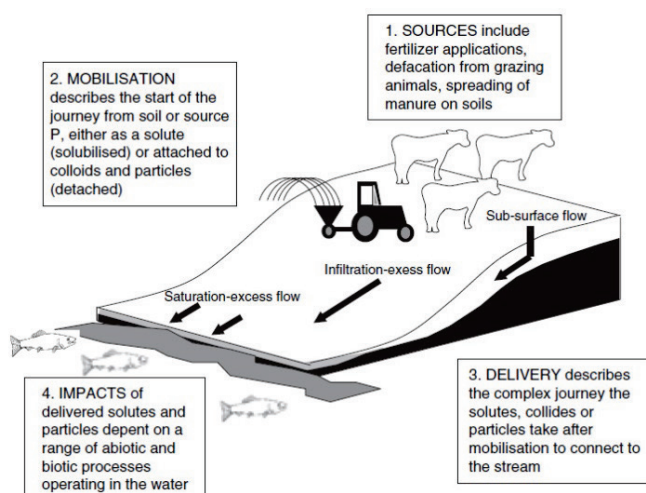 1. SOURCES include
fertilizer applications,
defacation from grazing
animals, spreading of
manure on soils
2. MOBILISATION
describes the start of the
journey from soil or source
P, either as a solute
(solubilised) or attached to
colloids and particles
(detached)
Sub-surface flow
Infiltration-exess flow
Saturation-excess flow
3. DELIVERY describes
the complex journey the
solutes, collides or
particles take after
mobilisation to connect to
the stream
4. IMPACTS of
delivered solutes and
particles depent on a
range of abiotic and
biotic processes
operating in the water